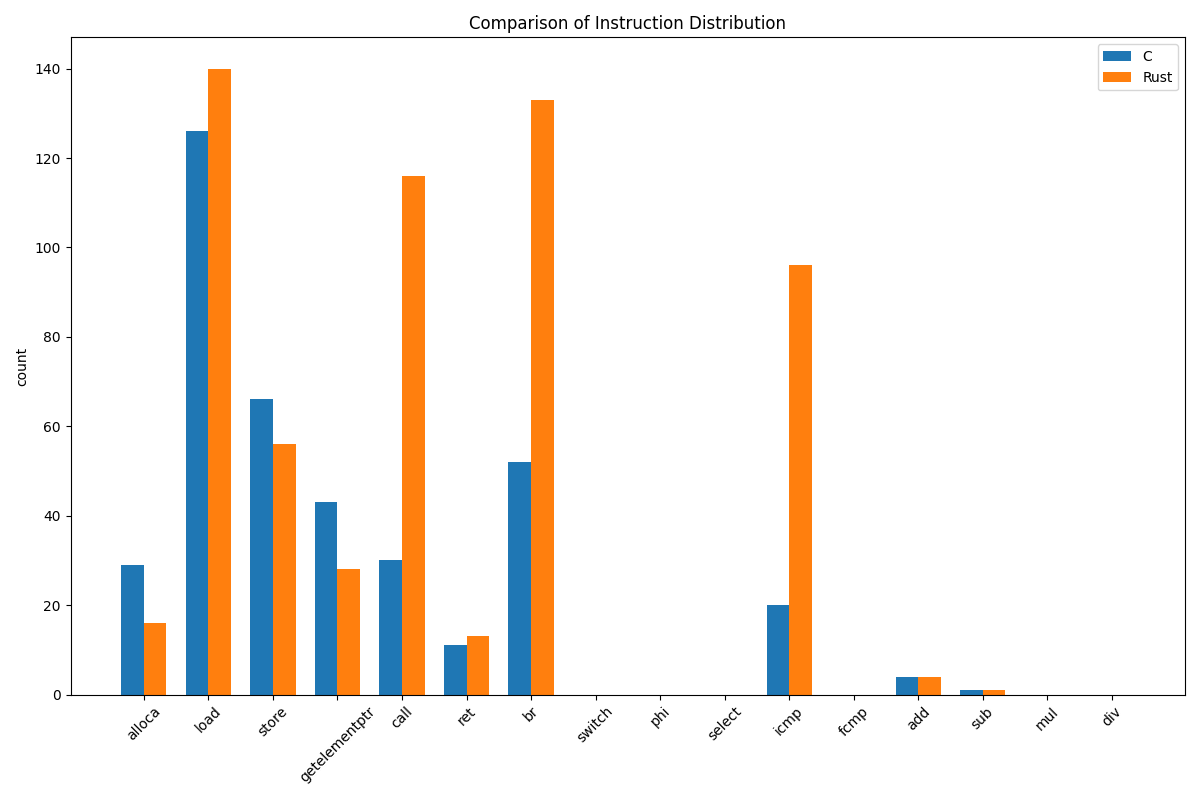 Comparison of Instruction Distribution
C
Rust
count
140
120
100
80
60
40
20
0
alloca
load
store
getelementptr
call
ret
br
switch
phi
select
icmp
fcmp
add
sub
mul
div